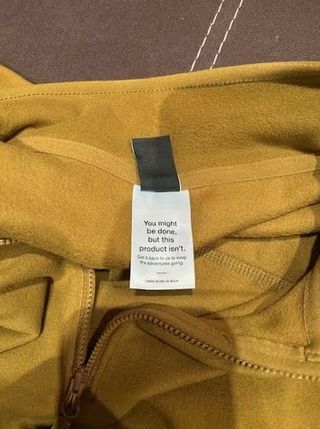 You might
be done,
but this
product isn't.
Get it back to us to keep
the adventures going.